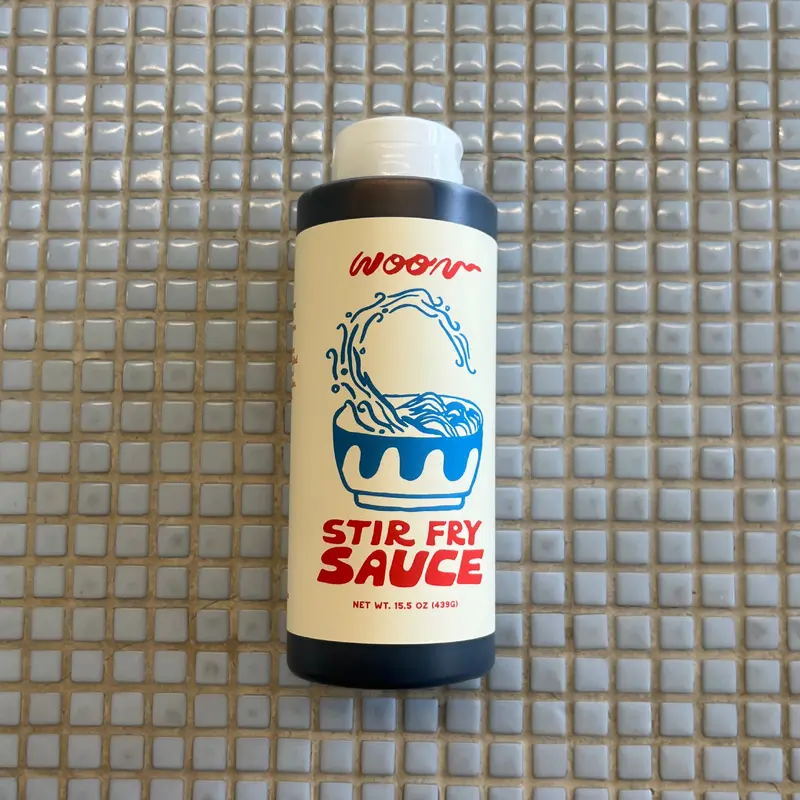 woon
STIR FRY
SAUCE
NET WT. 15.5 OZ (439G)